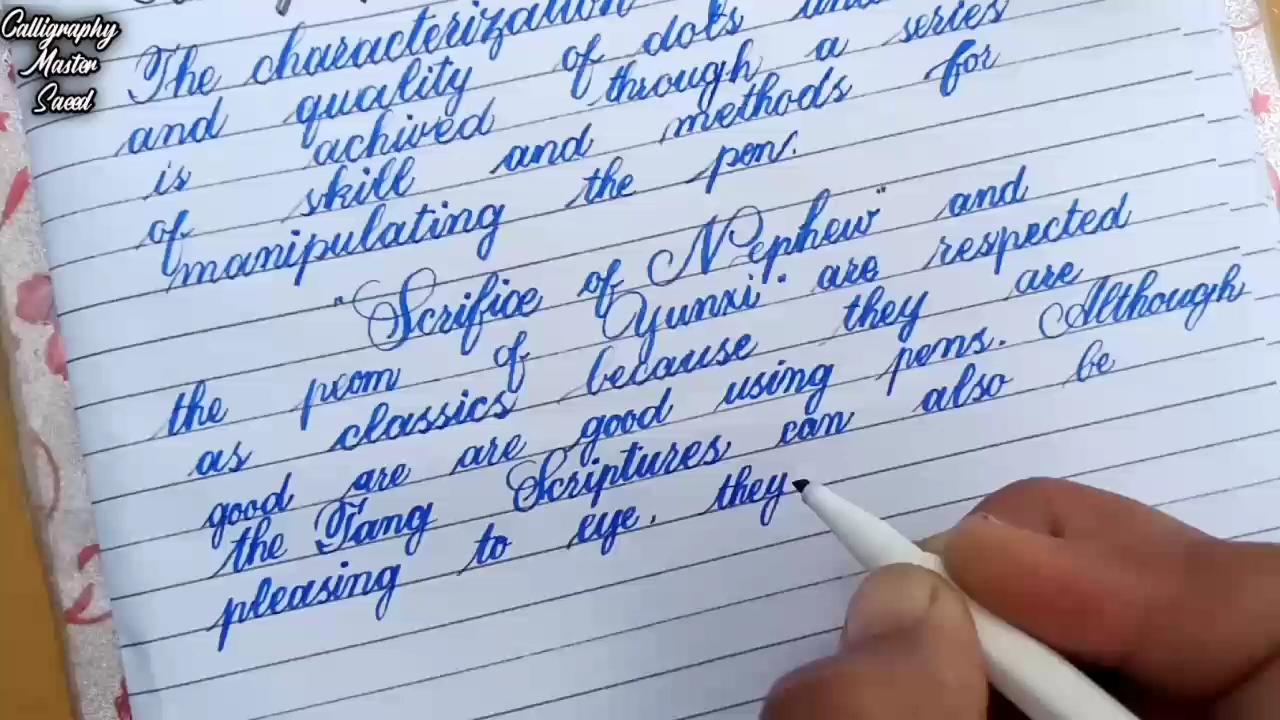 Calligraphy
Master
Saeed
The characterization
and quality of dots and
is achived through a series
of skill and methods for
manipulating the pen.
"Scrifice of Nephew" and
the peom of Yunxi". are respected
as classics because they are
good are are good using pens. Although
the Tang Scriptures can also be
pleasing to eye, they